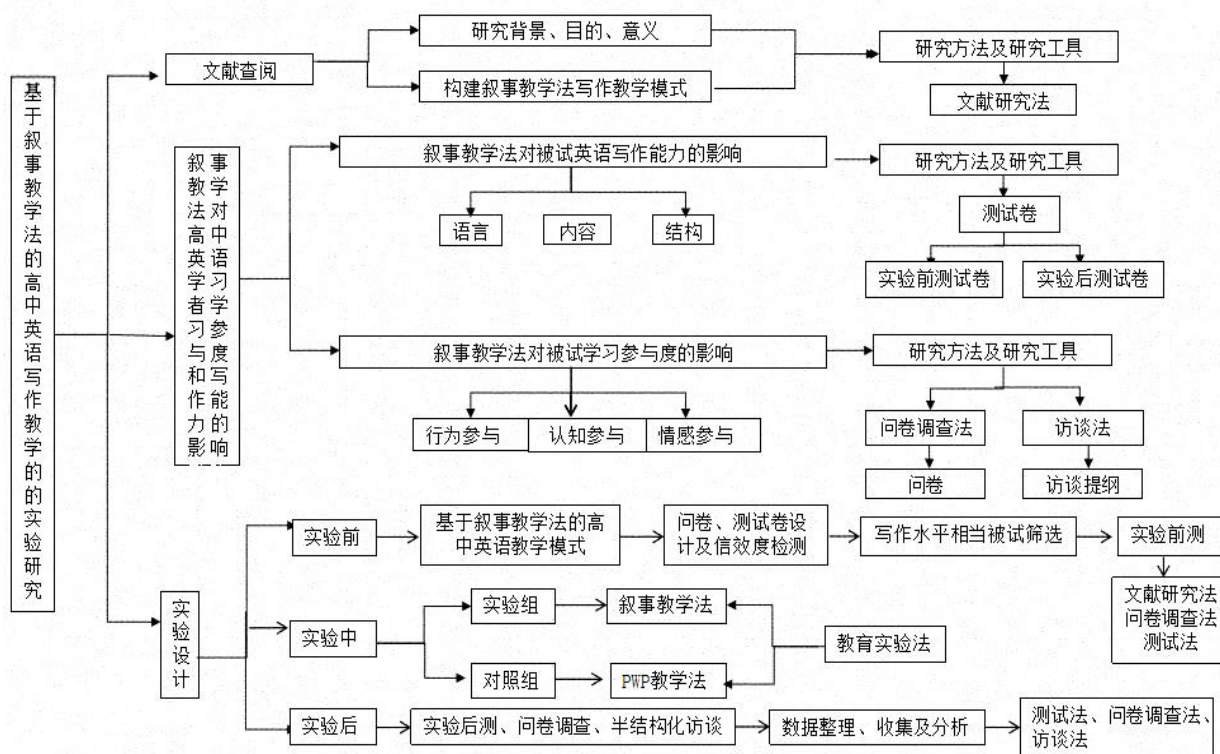 基于叙事教学法的高中英语写作教学的的实验研究
文献查阅
研究背景、目的、意义
构建叙事教学法写作教学模式
研究方法及研究工具
文献研究法
叙事
教学
法对
高中
英语
学习
者学
习参
与度
和写
作能
力的
影响
叙事教学法对被试英语写作能力的影响
语言
内容
结构
研究方法及研究工具
测试卷
实验前测试卷
实验后测试卷
叙事教学法对被试学习参与度的影响
行为参与
认知参与
情感参与
研究方法及研究工具
问卷调查法
访谈法
问卷
访谈提纲
实验设计
实验前
基于叙事教学法的高
中英语教学模式
问卷、测试卷设
计及信效度检测
写作水平相当被试筛选
实验前测
文献研究法
问卷调查法
测试法
实验中
实验组
叙事教学法
对照组
PWP教学法
教育实验法
实验后
实验后测、问卷调查、半结构化访谈
数据整理、收集及分析
测试法、问卷调查法、
访谈法